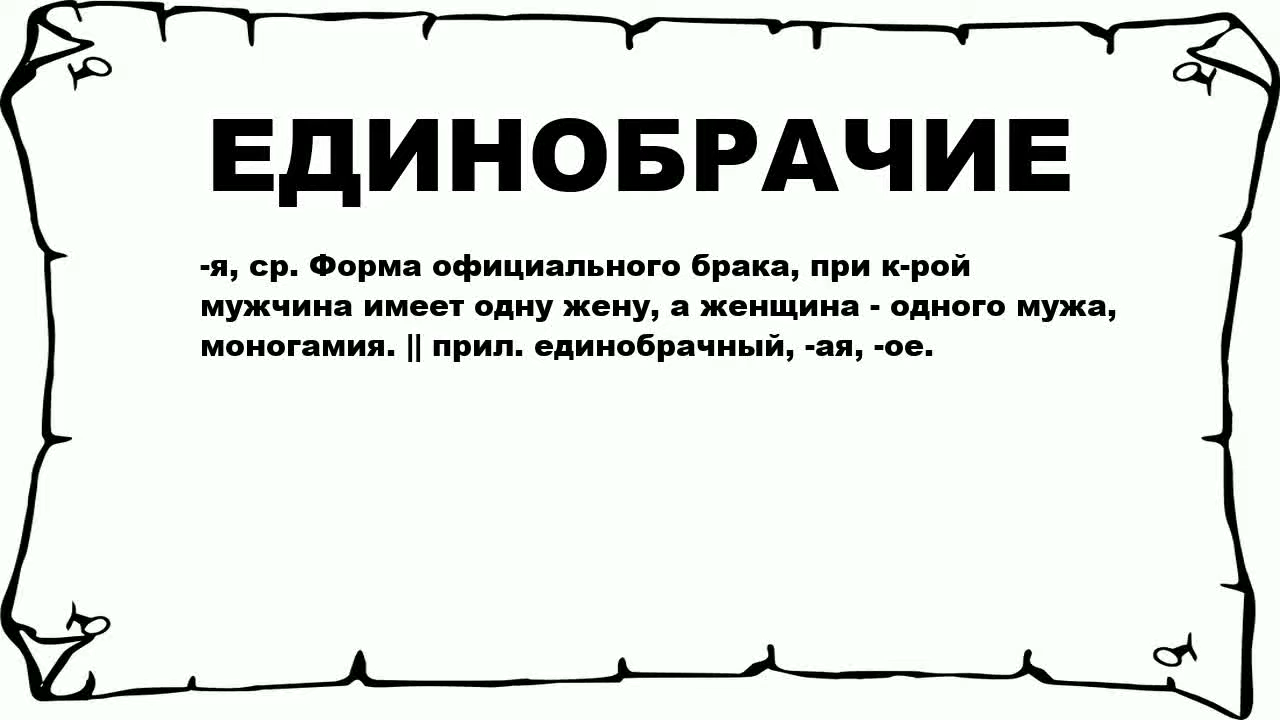 ЕДИНОБРАЧИЕ
-я, ср. Форма официального брака, при к-рой
мужчина имеет одну жену, а женщина - одного мужа,
моногамия. || прил. единобрачный, -ая, -ое.